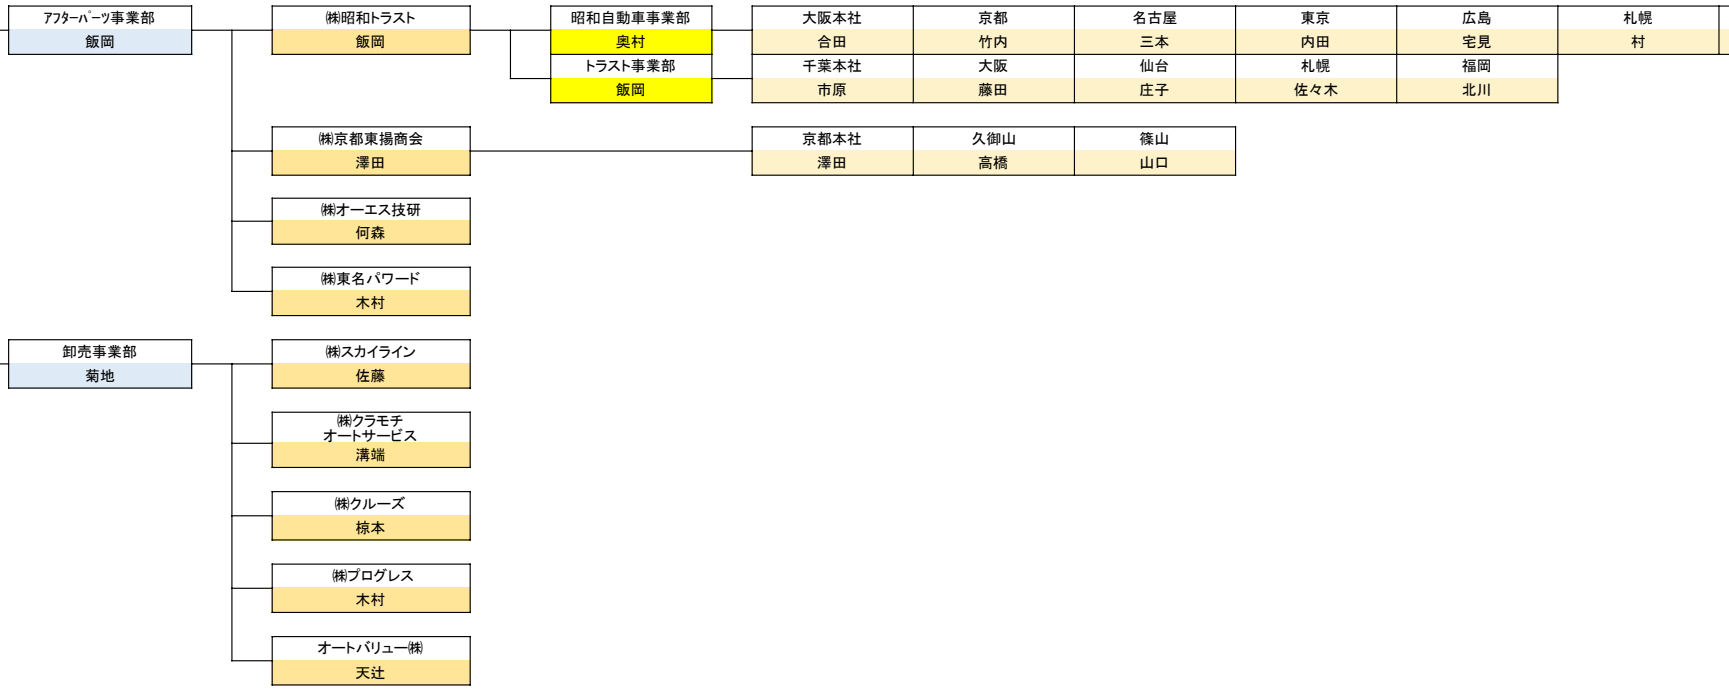 ｱﾌﾀｰﾊﾟｰﾂ事業部
飯岡
㈱昭和トラスト
飯岡
昭和自動車事業部
奥村
大阪本社 京都 名古屋 東京 広島 札幌
合田 竹内 三本 内田 宅見 村
トラスト事業部
飯岡
千葉本社 大阪 仙台 札幌 福岡
市原 藤田 庄子 佐々木 北川
㈱京都東揚商会
澤田
京都本社 久御山 篠山
澤田 高橋 山口
㈱オーエス技研
何森
㈱東名パワード
木村
卸売事業部
菊地
㈱スカイライン
佐藤
㈱クラモチ
オートサービス
溝端
㈱クルーズ
椋本
㈱プログレス
木村
オートバリュー㈱
天辻